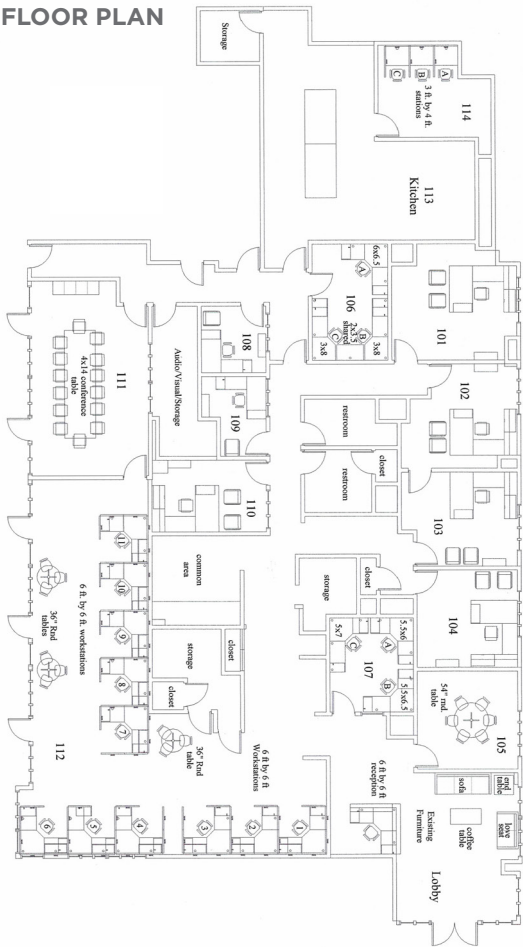 FLOOR PLAN
Storage
C
B
A
3 ft. by 4 ft.
stations
114
113
Kitchen
6x6.5
A
106
2x3.5
shared
B
3x8
C
3x8
101
108
109
Audio/Visual/Storage
111
4x14 conference
table
102
restroom
closet
restroom
103
110
common
area
storage
closet
104
5x7
5.5x6
A
C
B
5.5x6.5
107
54" rnd.
table
105
11
10
9
8
7
6 ft. by 6 ft. workstations
36" Rnd
tables
112
closet
storage
closet
36" Rnd
table
6 ft by 6 ft
Workstations
6 ft by 6 ft
reception
end
table
sofa
love
seat
coffee
table
Existing
Furniture
Lobby
6
5
4
3
2
1